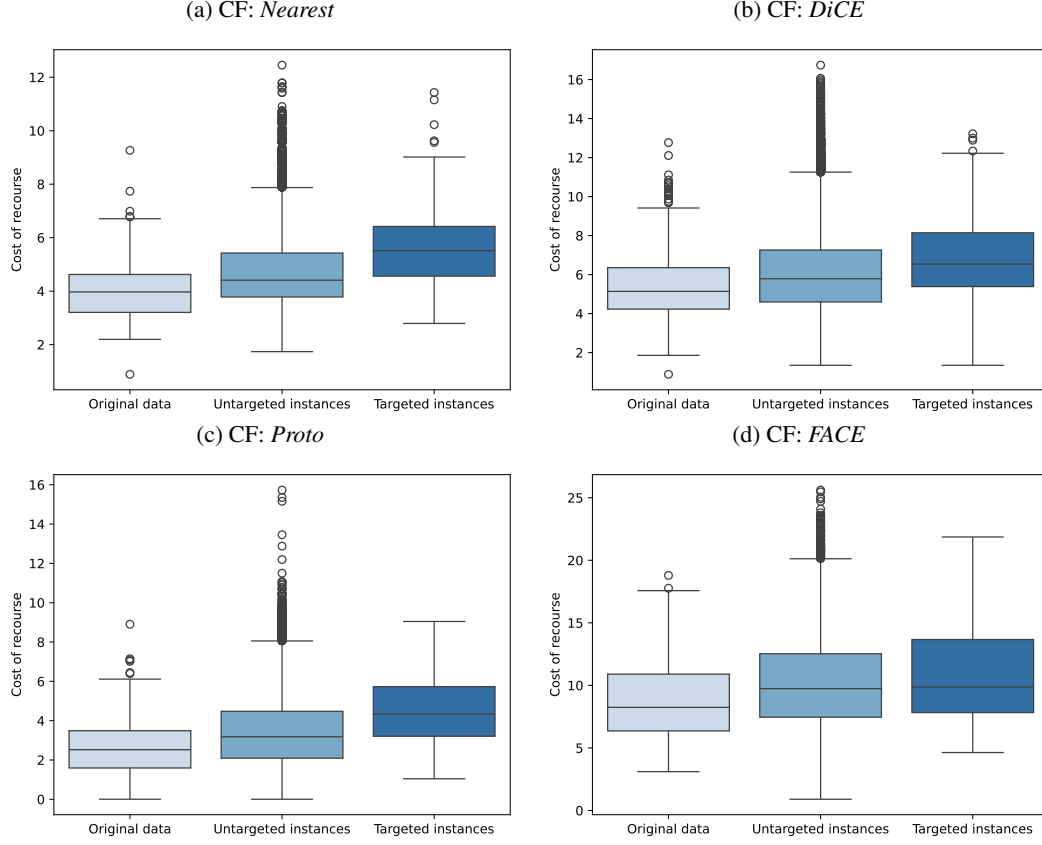 (a) CF: Nearest
12
10
8
6
4
2
Cost of recourse
Original data
Untargeted instances
Targeted instances
(b) CF: DiCE
16
14
12
10
8
6
4
2
Cost of recourse
Original data
Untargeted instances
Targeted instances
(c) CF: Proto
16
14
12
10
8
6
4
2
0
Cost of recourse
Original data
Untargeted instances
Targeted instances
(d) CF: FACE
25
20
15
10
5
0
Cost of recourse
Original data
Untargeted instances
Targeted instances